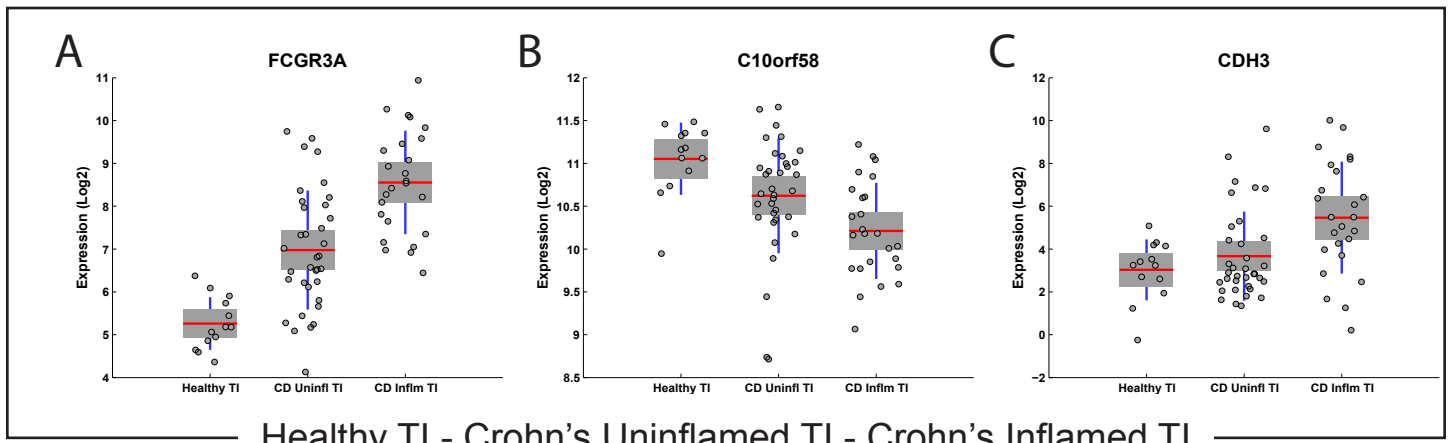 A
FCGR3A
Expression (Log2)
11
10
9
8
7
6
5
4
Healthy TI
CD Uninfl TI
CD Inflm TI
B
C10orf58
Expression (Log2)
12
11.5
11
10.5
10
9.5
9
8.5
Healthy TI
CD Unifl TI
CD Inflm TI
C
CDH3
Expression (Log2)
12
10
8
6
4
2
0
−2
Healthy TI
CD Uninfl TI
CD Inflm TI
Healthy TI - Crohn's Uninflamed TI - Crohn's Inflamed TI